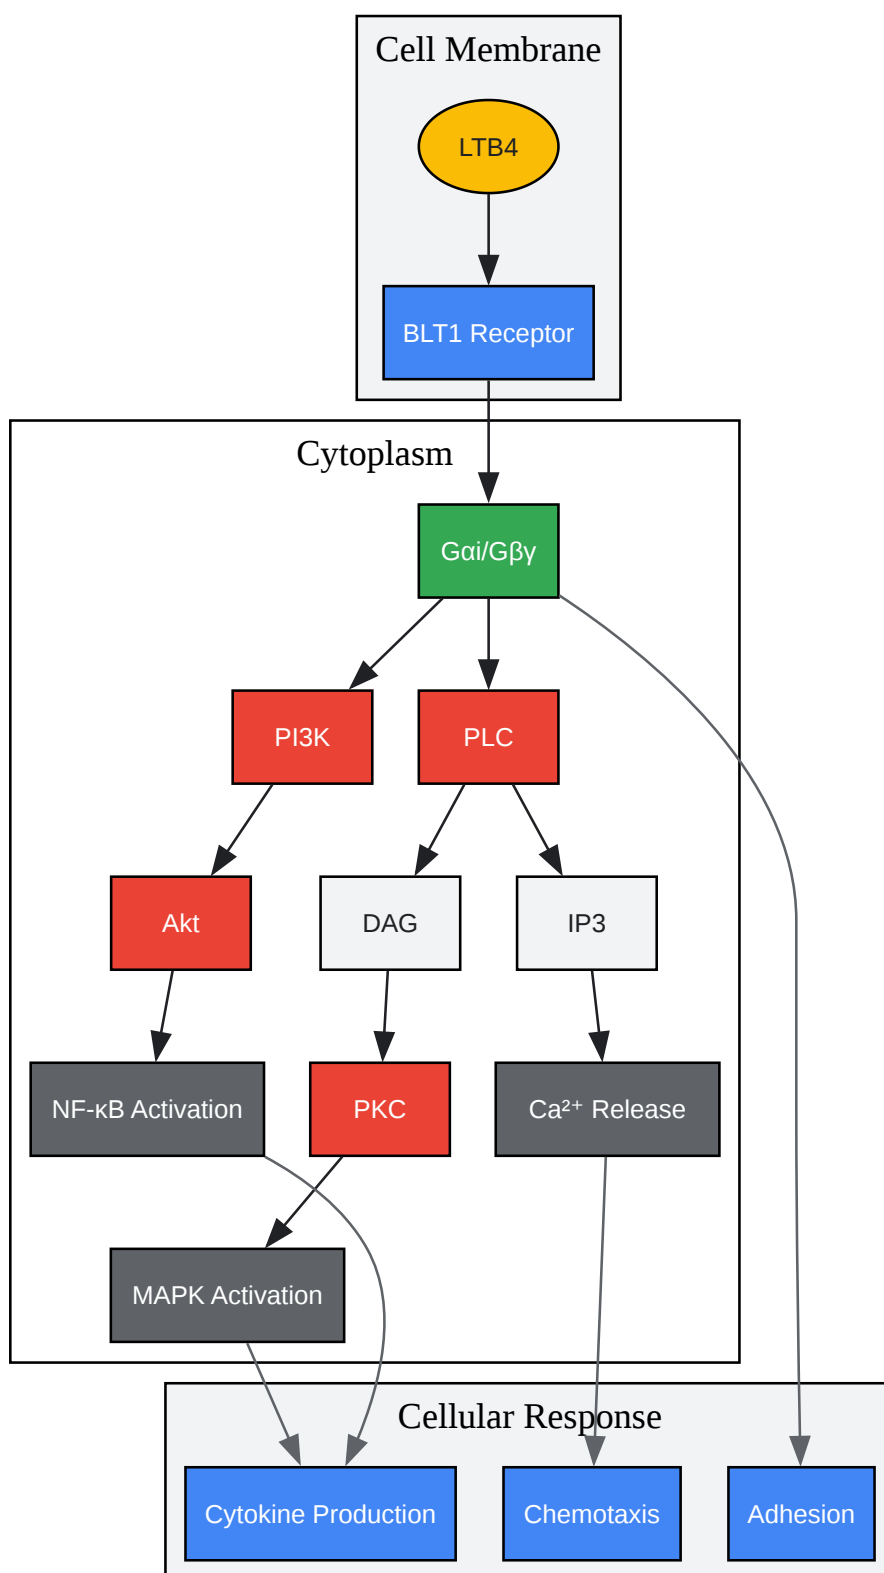 Cell Membrane
LTB4
BLT1 Receptor
Cytoplasm
Gαi/Gβγ
PI3K
PLC
Akt
DAG
IP3
NF-κB Activation
PKC
Ca²⁺ Release
MAPK Activation
Cellular Response
Cytokine Production
Chemotaxis
Adhesion